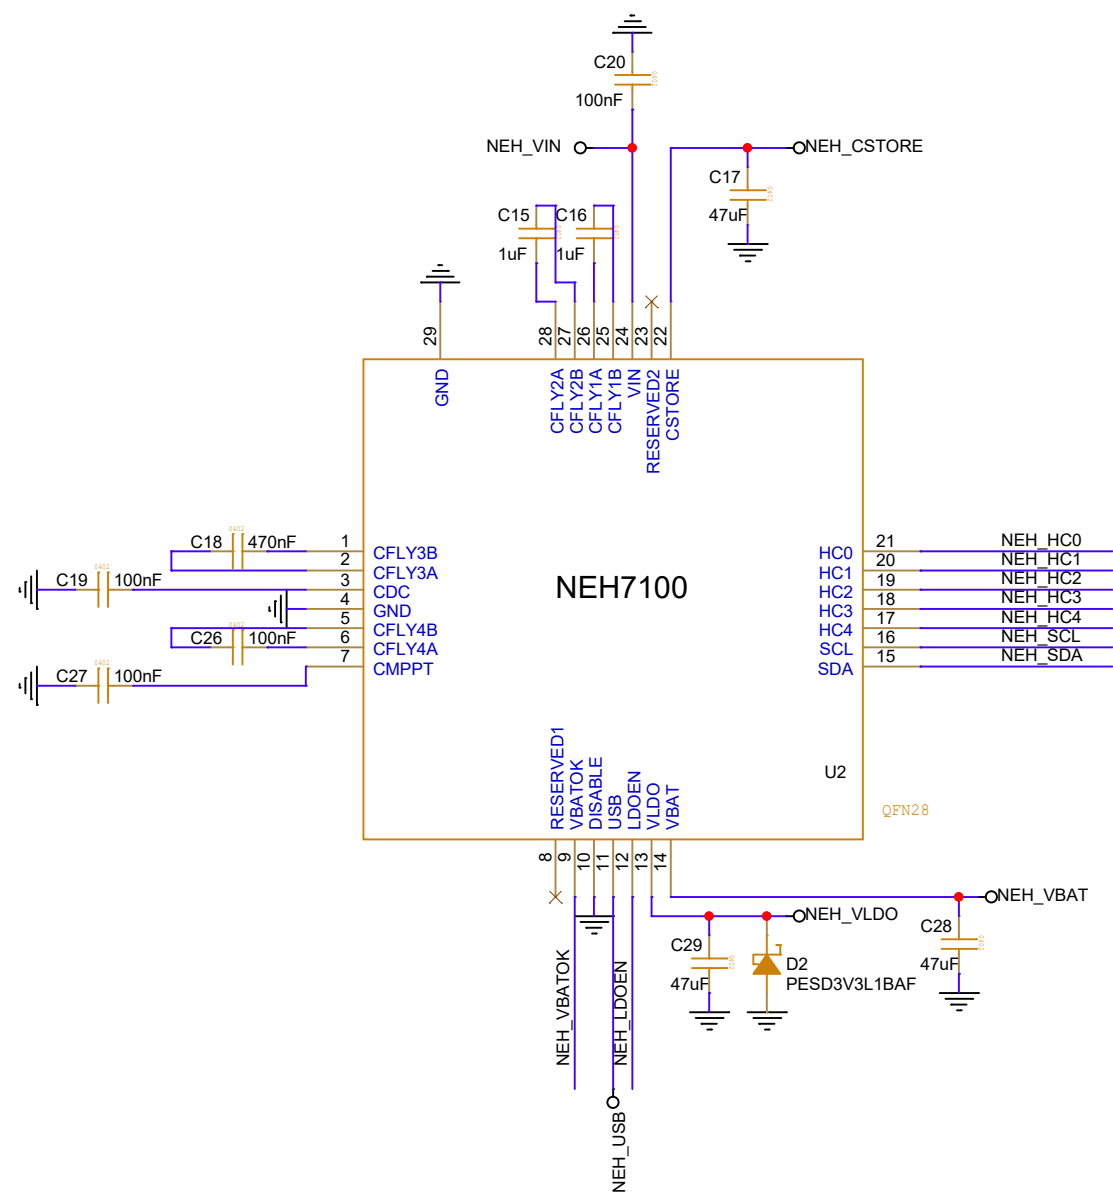 C20
100nF
NEH_VIN
NEH_CSTORE
C17
47uF
C15
1uF
C16
1uF
29
28
27
26
25
24
23
22
GND
CFLY2A
CFLY2B
CFLY1A
CFLY1B
VIN
RESERVED2
CSTORE
C18
0402
470nF
C19
0402
100nF
C26
0402
100nF
C27
0402
100nF
1
2
3
4
5
6
7
CFLY3B
CFLY3A
CDC
GND
CFLY4B
CFLY4A
CMPPT
NEH7100
HC0
HC1
HC2
HC3
HC4
SCL
SDA
21
20
19
18
17
16
15
NEH_HC0
NEH_HC1
NEH_HC2
NEH_HC3
NEH_HC4
NEH_SCL
NEH_SDA
U2
QFN28
RESERVED1
VBATOK
DISABLE
USB
LDOEN
VLDO
VBAT
8
9
10
11
12
13
14
NEH_VBAT
NEH_VLDO
C28
47uF
C29
47uF
D2
PESD3V3L1BAF
NEH_VBATOK
NEH_LDOEN
NEH_USB